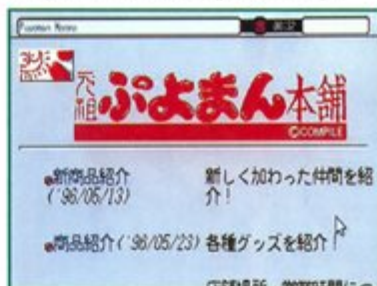 元祖
ぷよまん本舗
©COMPILE
新商品紹介
('96/05/13)
新しく加わった仲間を紹
介!
商品紹介('96/05/23)
各種グッズを紹介!